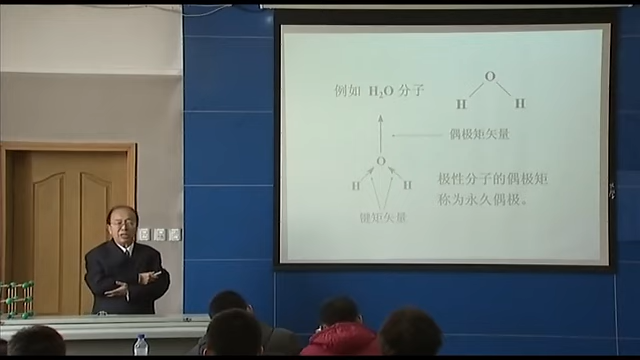 例如 H₂O 分子
O
H H
偶极矩矢量
O
H H
极性分子的偶极矩
称为永久偶极。
键矩矢量